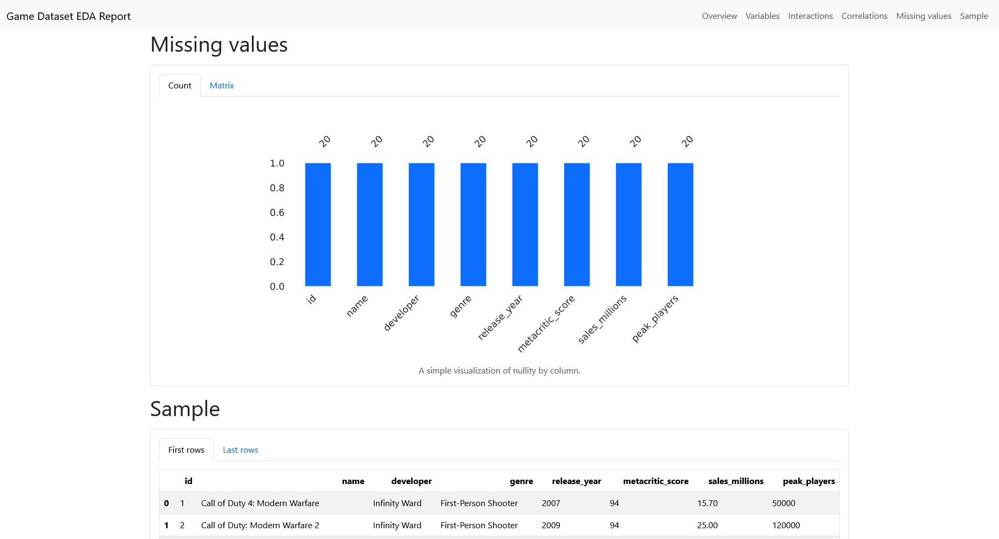 Game Dataset EDA Report
Overview Variables Interactions Correlations Missing values Sample
Missing values
Count Matrix
20 20 20 20 20 20 20 20
1.0
0.8
0.6
0.4
0.2
0.0
id name developer genre release_year metacritic_score sales_millions peak_players
A simple visualization of nullity by column.
Sample
First rows Last rows
id name developer genre release_year metacritic_score sales_millions peak_players
0 1 Call of Duty 4: Modern Warfare Infinity Ward First-Person Shooter 2007 94 15.70 50000
1 2 Call of Duty: Modern Warfare 2 Infinity Ward First-Person Shooter 2009 94 25.00 120000